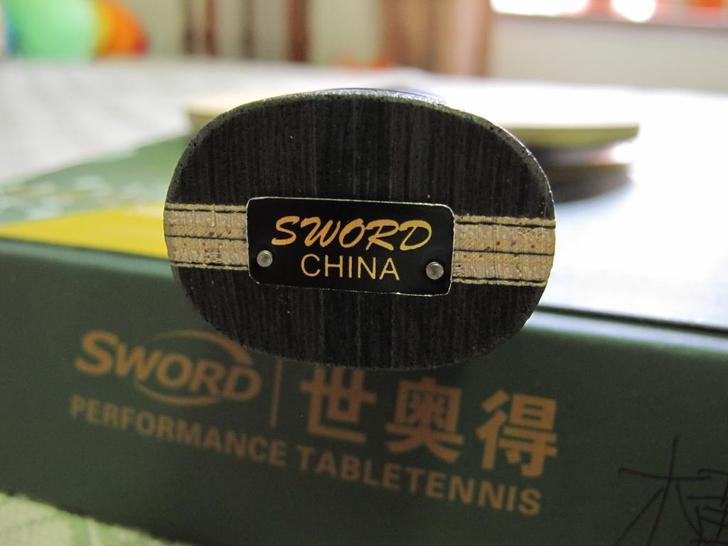 SWORD
CHINA
SWORD 世奥得
PERFORMANCE TABLETENNIS